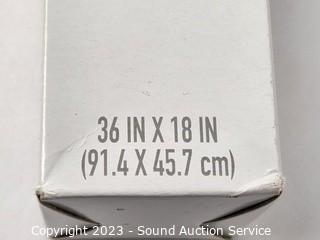 36 IN X 18 IN
(91.4 X 45.7 cm)
Copyright 2023 - Sound Auction Service